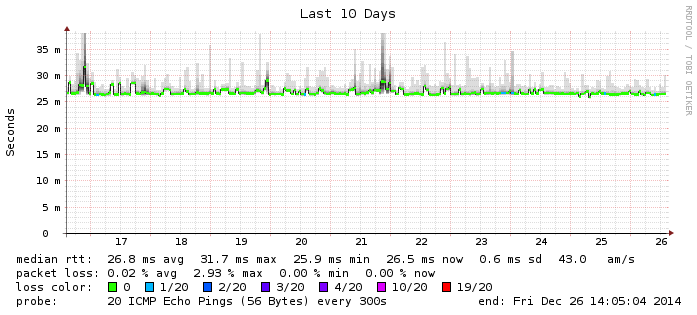 Last 10 Days
RRDTOOL / TOBI OETIKER
Seconds
35 m
30 m
25 m
20 m
15 m
10 m
5 m
0
17 18 19 20 21 22 23 24 25 26
median rtt: 26.8 ms avg 31.7 ms max 25.9 ms min 26.5 ms now 0.6 ms sd 43.0 am/s
packet loss: 0.02 % avg 2.93 % max 0.00 % min 0.00 % now
loss color: 0 1/20 2/20 3/20 4/20 10/20 19/20
probe: 20 ICMP Echo Pings (56 Bytes) every 300s end: Fri Dec 26 14:05:04 2014